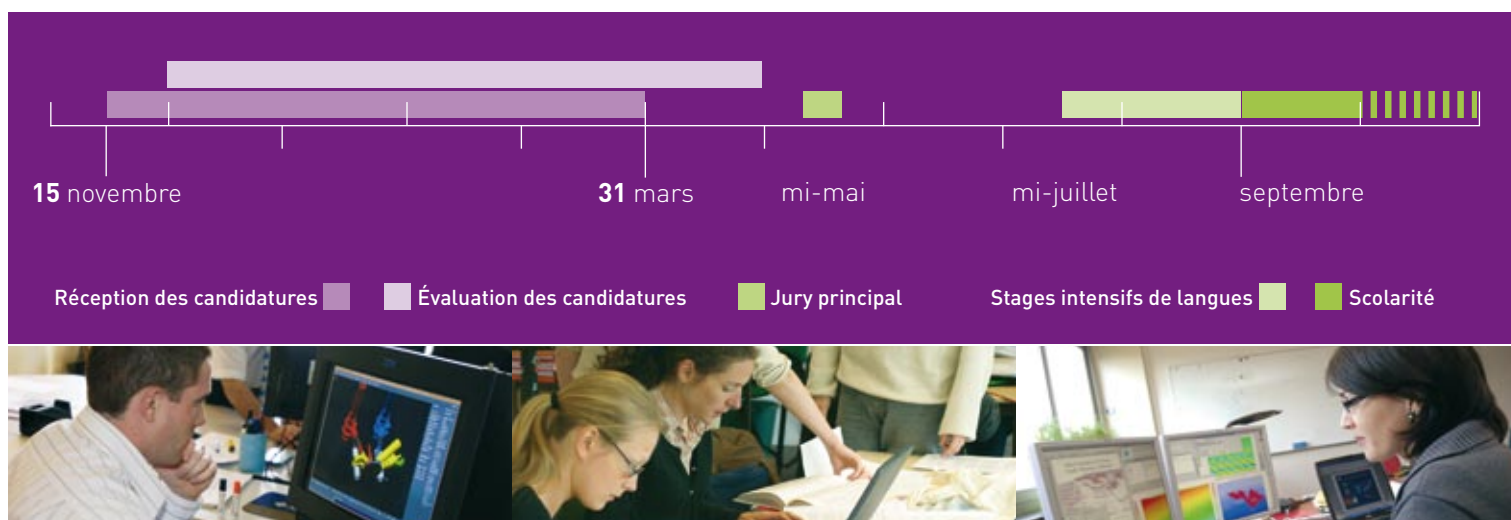 15 novembre 31 mars mi-mai mi-juillet septembre
Réception des candidatures Évaluation des candidatures Jury principal Stages intensifs de langues Scolarité